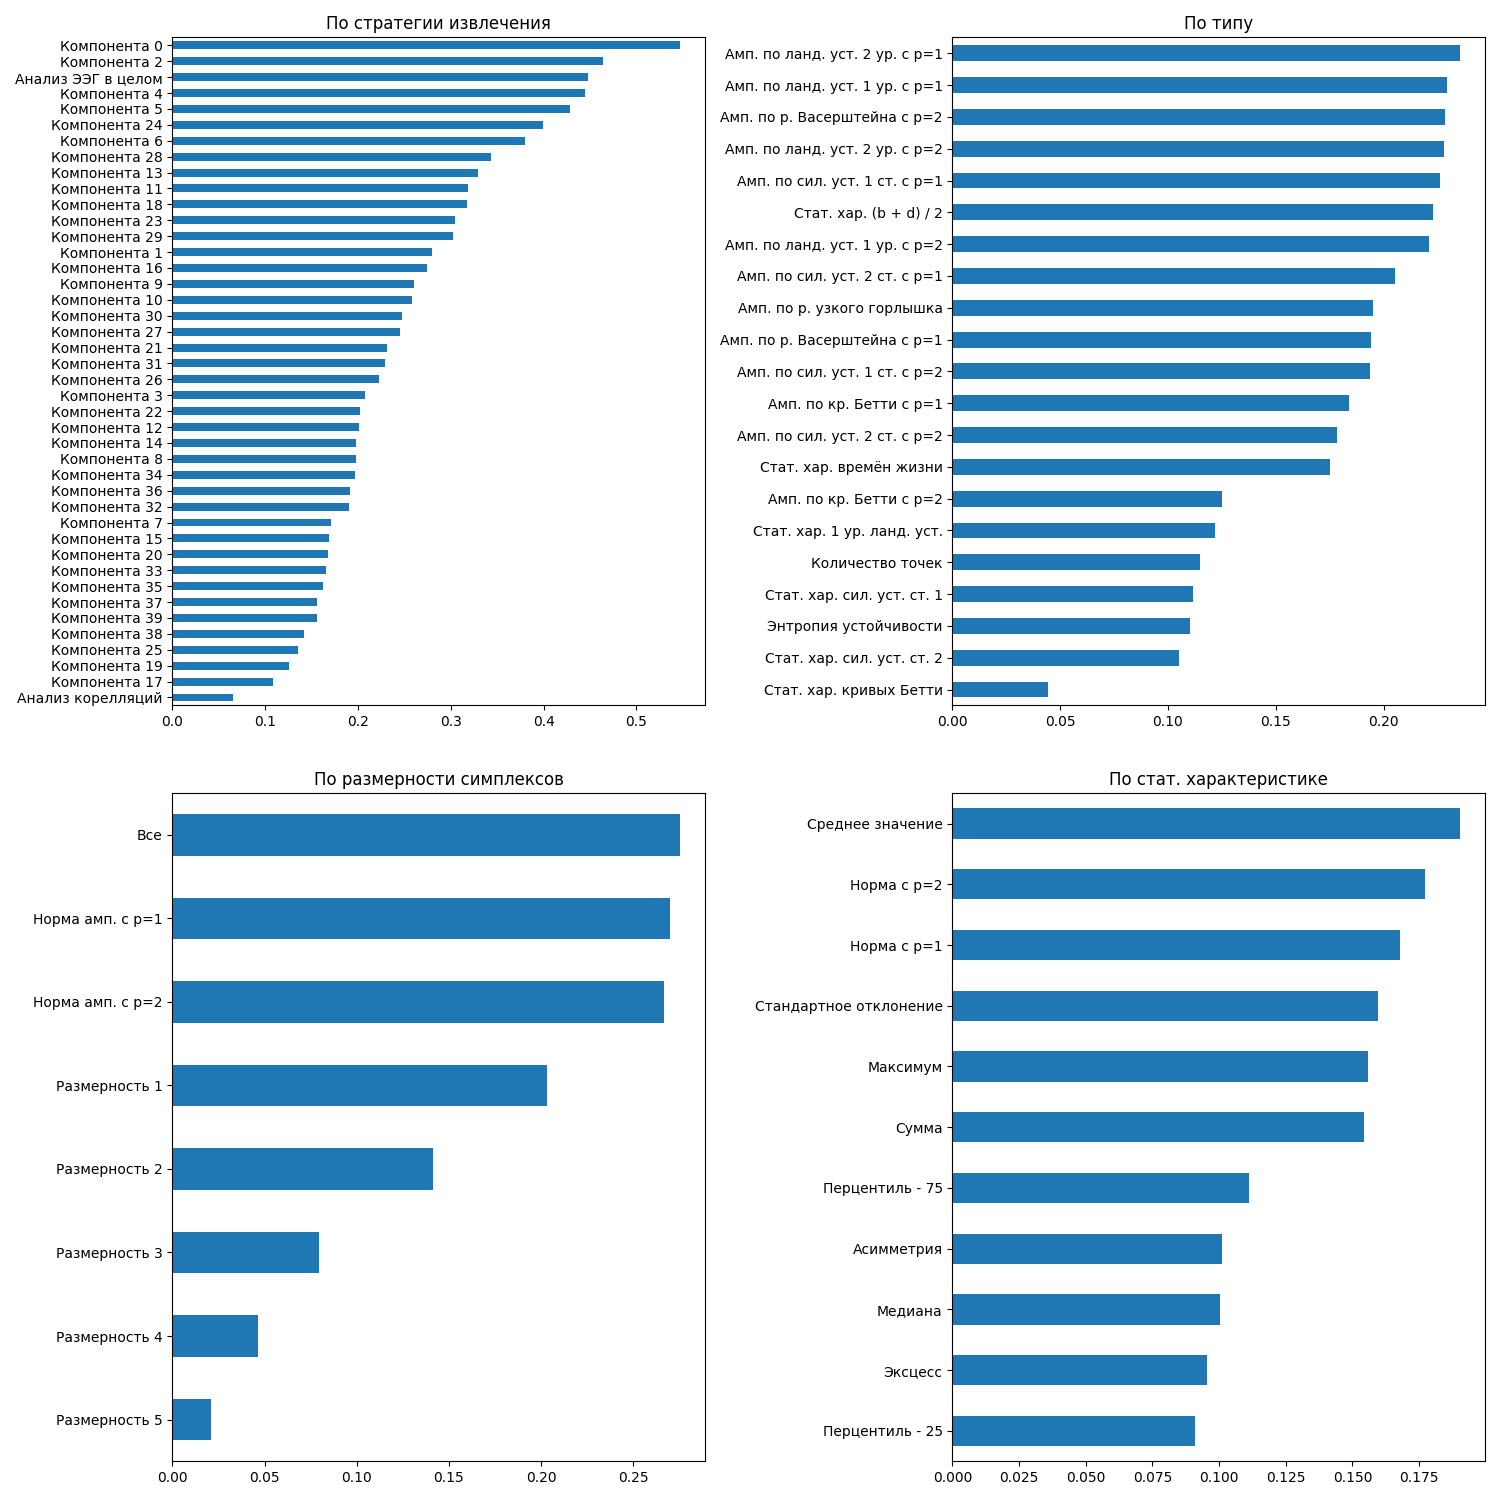 По стратегии извлечения
Компонента 0
Компонента 2
Анализ ЭЭГ в целом
Компонента 4
Компонента 5
Компонента 24
Компонента 6
Компонента 28
Компонента 13
Компонента 11
Компонента 18
Компонента 23
Компонента 29
Компонента 1
Компонента 16
Компонента 9
Компонента 10
Компонента 30
Компонента 27
Компонента 21
Компонента 31
Компонента 26
Компонента 3
Компонента 22
Компонента 12
Компонента 14
Компонента 8
Компонента 34
Компонента 36
Компонента 32
Компонента 7
Компонента 15
Компонента 20
Компонента 33
Компонента 35
Компонента 37
Компонента 39
Компонента 38
Компонента 25
Компонента 19
Компонента 17
Анализ корелляций
0.0 0.1 0.2 0.3 0.4 0.5
По типу
Амп. по ланд. уст. 2 ур. с p=1
Амп. по ланд. уст. 1 ур. с p=1
Амп. по р. Васерштейна с p=2
Амп. по ланд. уст. 2 ур. с p=2
Амп. по сил. уст. 1 ст. с p=1
Стат. хар. (b + d) / 2
Амп. по ланд. уст. 1 ур. с p=2
Амп. по сил. уст. 2 ст. с p=1
Амп. по р. узкого горлышка
Амп. по р. Васерштейна с p=1
Амп. по сил. уст. 1 ст. с p=2
Амп. по кр. Бетти с p=1
Амп. по сил. уст. 2 ст. с p=2
Стат. хар. времён жизни
Амп. по кр. Бетти с p=2
Стат. хар. 1 ур. ланд. уст.
Количество точек
Стат. хар. сил. уст. ст. 1
Энтропия устойчивости
Стат. хар. сил. уст. ст. 2
Стат. хар. кривых Бетти
0.00 0.05 0.10 0.15 0.20
По размерности симплексов
Все
Норма амп. с p=1
Норма амп. с p=2
Размерность 1
Размерность 2
Размерность 3
Размерность 4
Размерность 5
0.00 0.05 0.10 0.15 0.20 0.25
По стат. характеристике
Среднее значение
Норма с p=2
Норма с p=1
Стандартное отклонение
Максимум
Сумма
Перцентиль - 75
Асимметрия
Медиана
Эксцесс
Перцентиль - 25
0.000 0.025 0.050 0.075 0.100 0.125 0.150 0.175